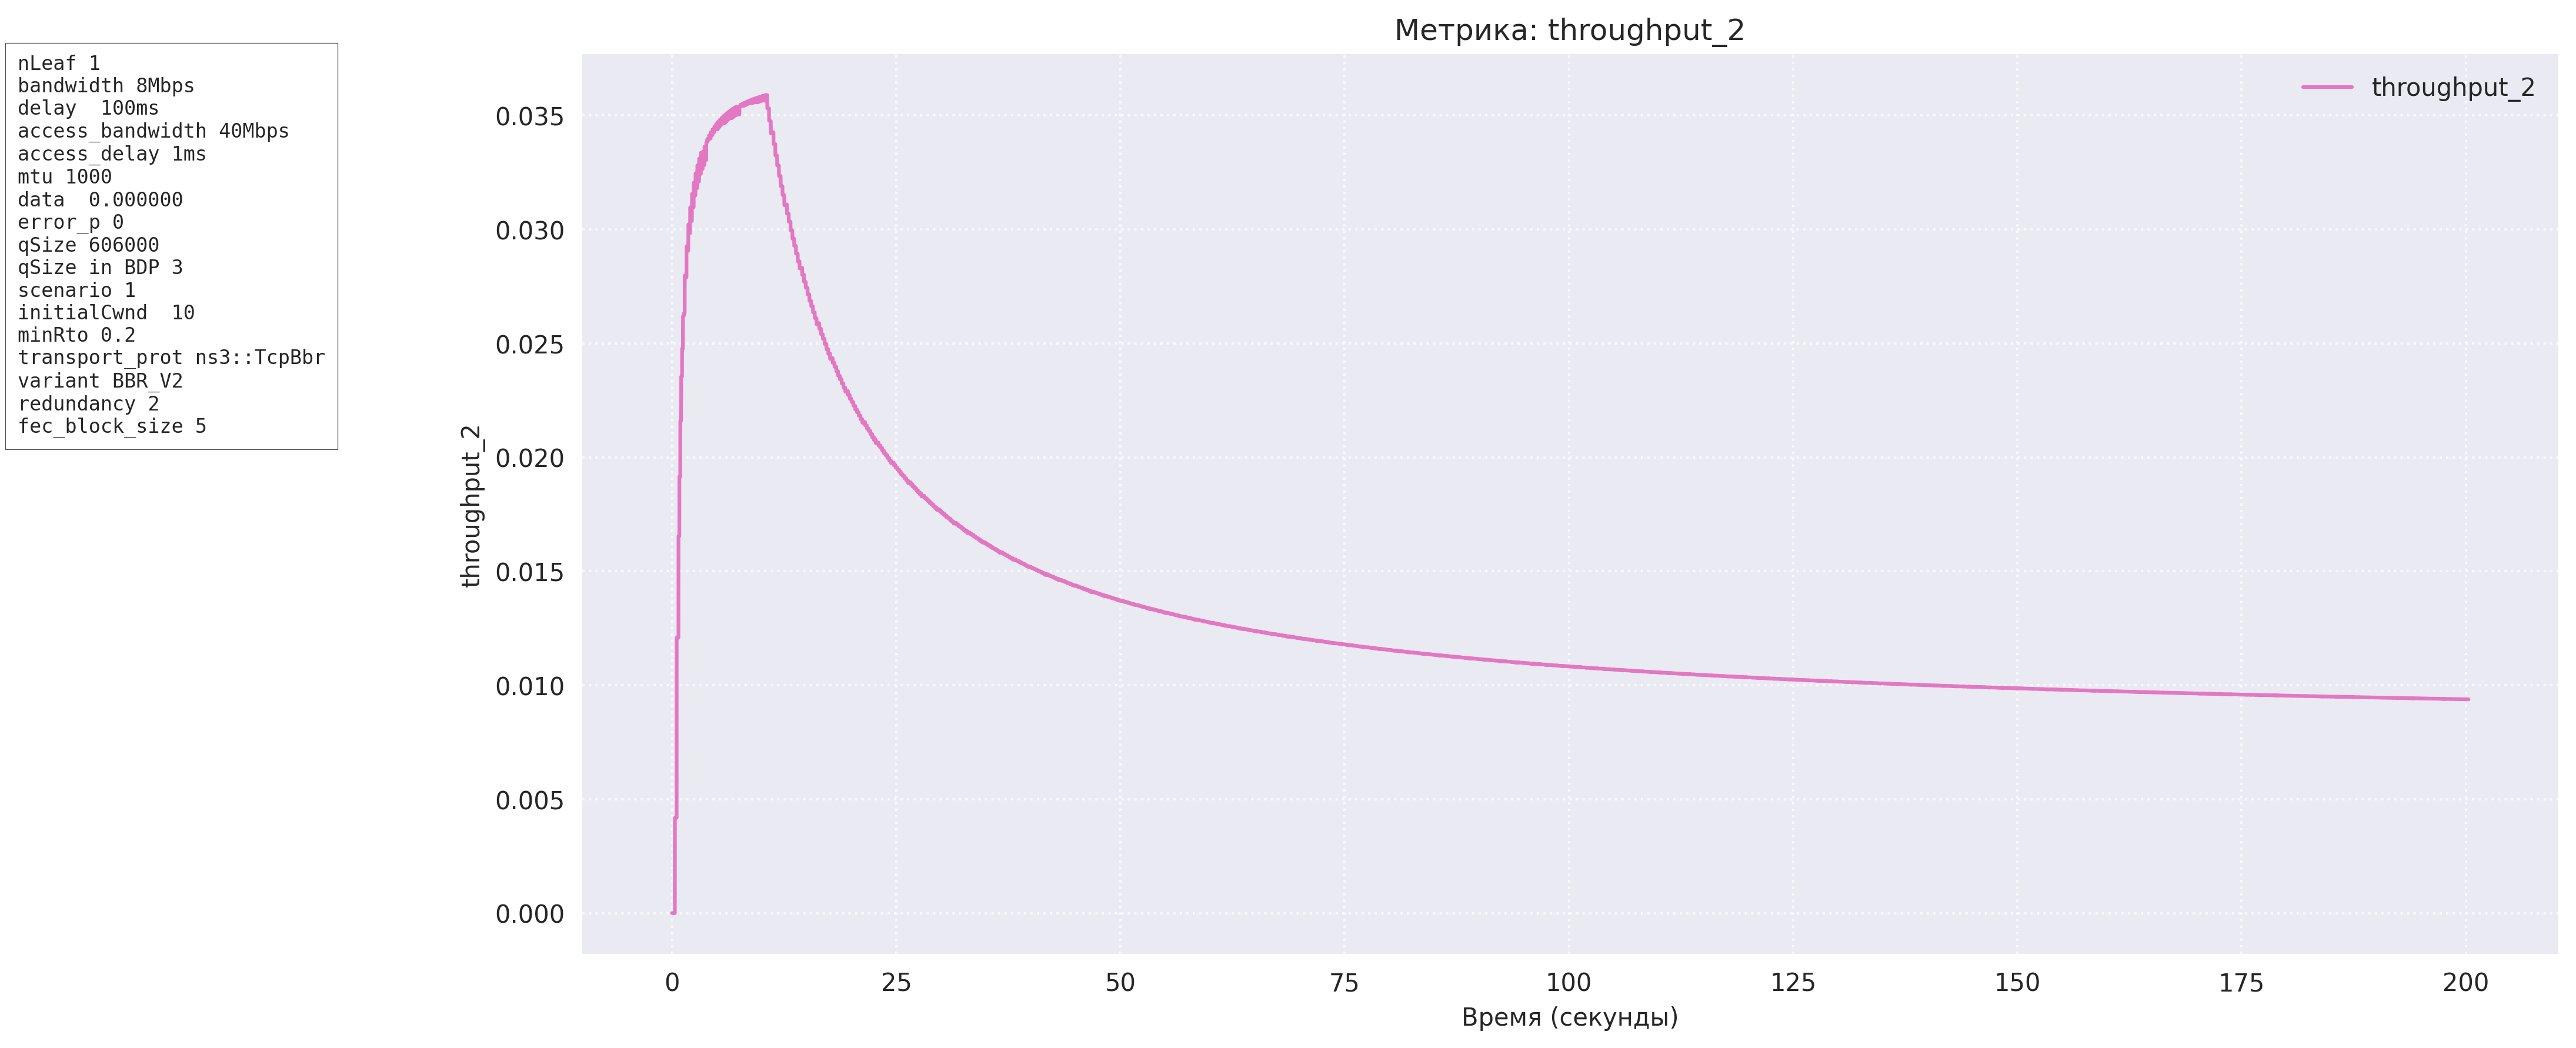 Метрика: throughput_2
nLeaf 1
bandwidth 8Mbps
delay  100ms
access_bandwidth 40Mbps
access_delay 1ms
mtu 1000
data  0.000000
error_p 0
qSize 606000
qSize in BDP 3
scenario 1
initialCwnd  10
minRto 0.2
transport_prot ns3::TcpBbr
variant BBR_V2
redundancy 2
fec_block_size 5
throughput_2
throughput_2
0.035
0.030
0.025
0.020
0.015
0.010
0.005
0.000
0 25 50 75 100 125 150 175 200
Время (секунды)